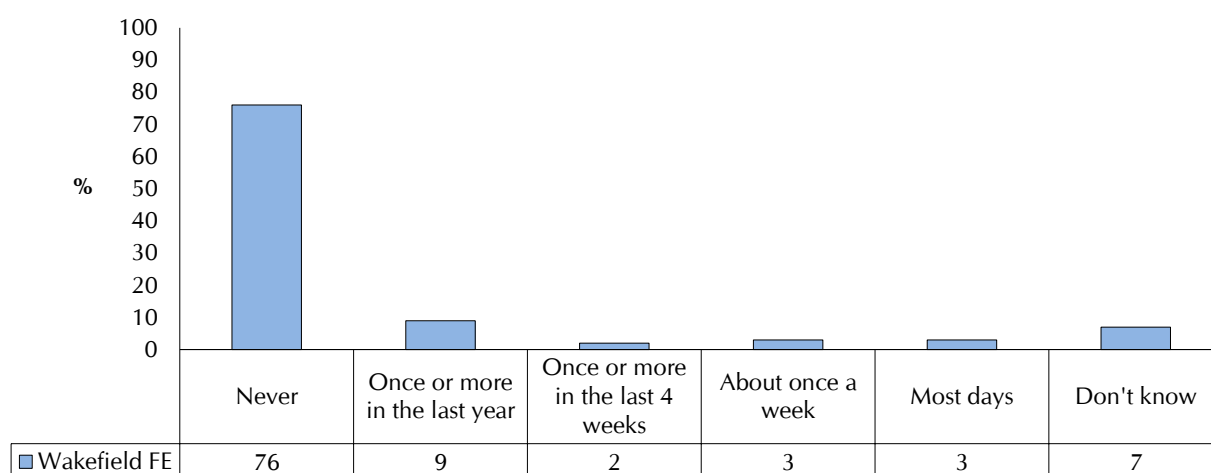 100
90
80
70
60
%
50
40
30
20
10
0
Never
Once or more
in the last year
Once or more
in the last 4
weeks
About once a
week
Most days
Don't know
Wakefield FE 76 9 2 3 3 7